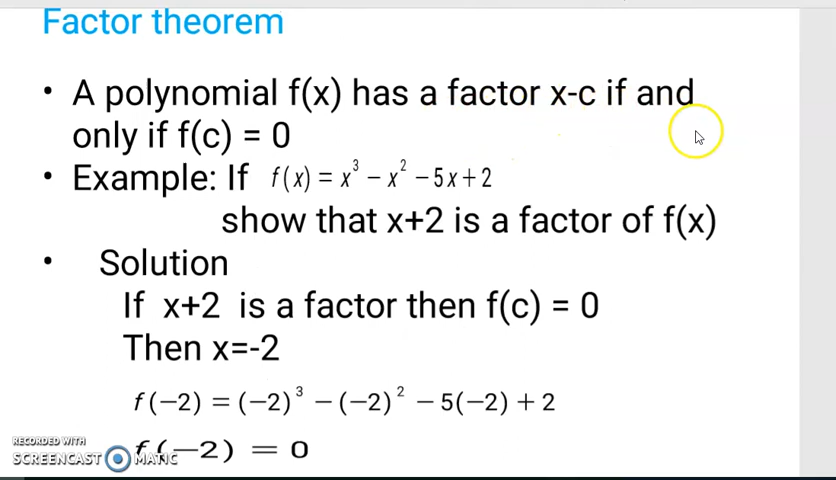 Factor theorem
• A polynomial f(x) has a factor x-c if and
only if f(c) = 0
• Example: If f(x) = x³ − x² − 5x + 2
show that x+2 is a factor of f(x)
• Solution
If x+2 is a factor then f(c) = 0
Then x=-2
f(−2) = (−2)³ − (−2)² − 5(−2) + 2
f(−2) = 0
RECORDED WITH
SCREENCAST MATIC